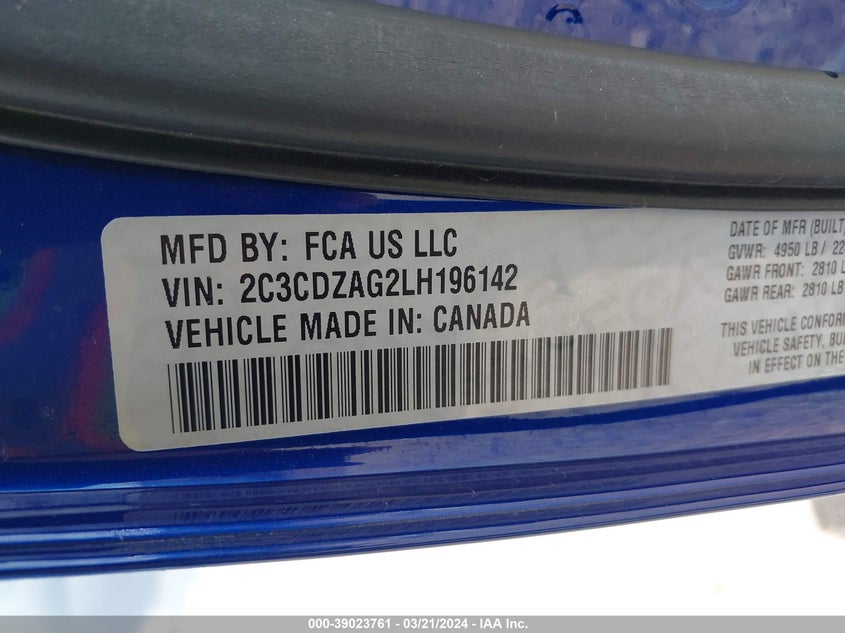 MFD BY: FCA US LLC
VIN: 2C3CDZAG2LH196142
VEHICLE MADE IN: CANADA
DATE OF MFR (BUILT)
GVWR: 4950 LB / 22
GAWR FRONT: 2810 L
GAWR REAR: 2810 LB
THIS VEHICLE CONFOR
VEHICLE SAFETY, BU
IN EFFECT ON THE
000-39023761 - 03/21/2024 - IAA Inc.